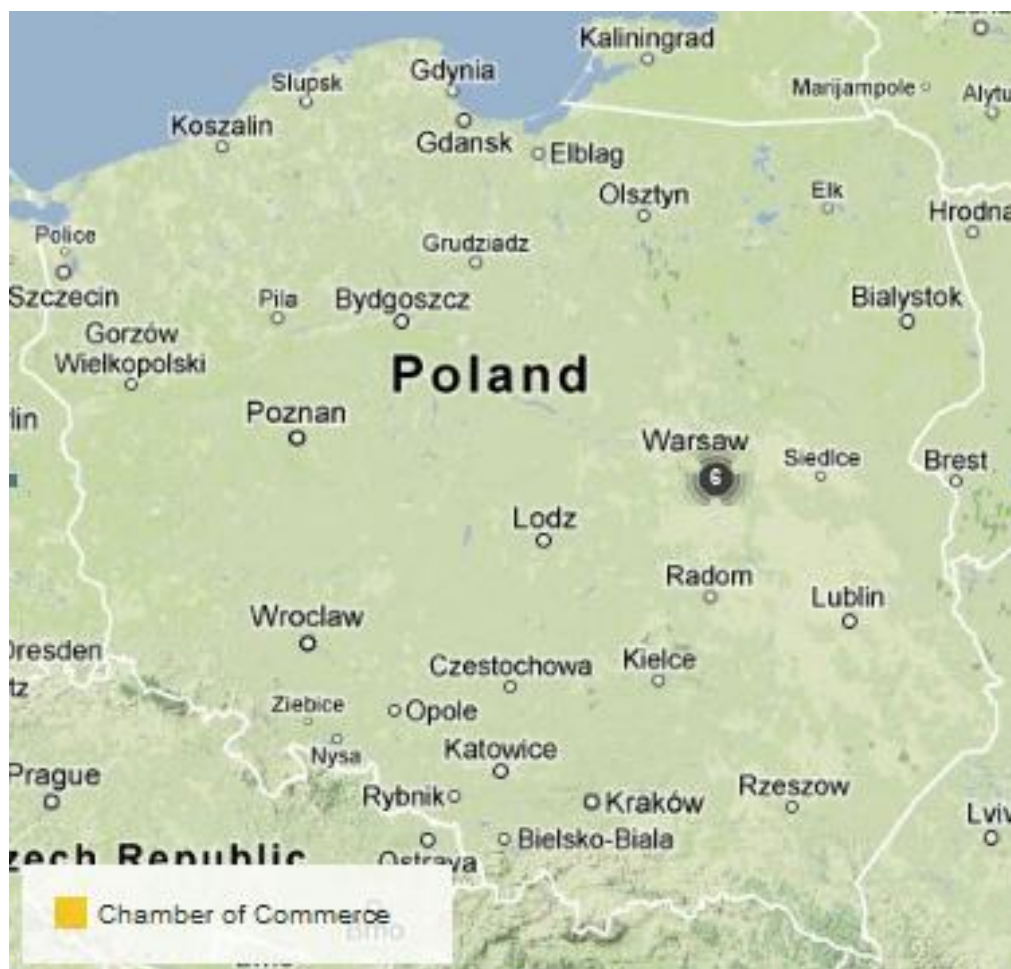 Kaliningrad
Gdynia
Slupsk
Marijampole
Alytu
Koszalin
Gdansk
Elblag
Olsztyn
Elk
Hrodna
Police
Grudziadz
Szczecin
Pila
Bydgoszcz
Bialystok
Gorzów
Wielkopolski
Poland
lin
Poznan
Warsaw
6
Siedlce
Brest
Lodz
Radom
Lublin
Wroclaw
Dresden
Czestochowa
Kielce
tz
Ziebice
Opole
Nysa
Katowice
Prague
Rybnik
Kraków
Rzeszow
Lviv
Bielsko-Biala
zech Republic
Ostrava
Chamber of Commerce
Brno